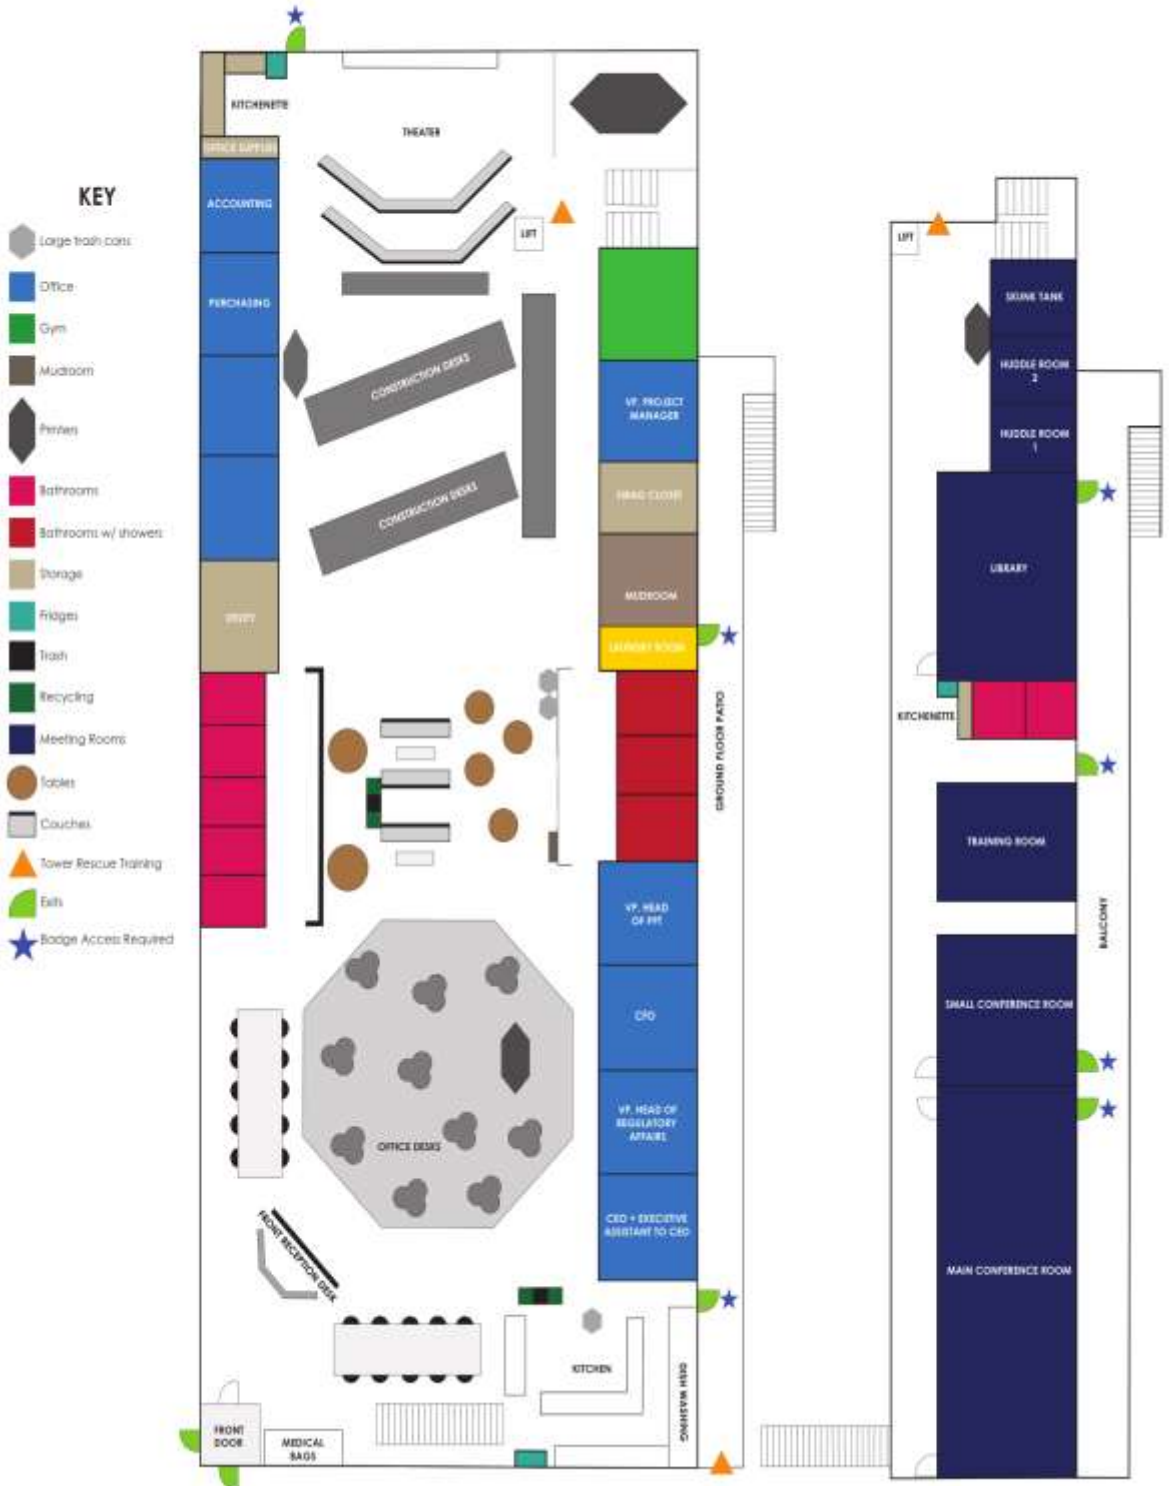 KITCHENETTE
THEATER
OFFICE SUPPLIES
KEY
ACCOUNTING
LIFT
LIFT
Large trash cans
Office
PURCHASING
SKUNK TANK
Gym
Mudroom
CONSTRUCTION DESKS
HUDDLE ROOM
2
VP. PROJECT
MANAGER
Printers
HUDDLE ROOM
1
Bathrooms
SWAG CLOSET
CONSTRUCTION DESKS
Bathrooms w/ showers
Storage
LIBRARY
MUDROOM
Fridges
Trash
LAUNDRY ROOM
Recycling
GROUND FLOOR PATIO
KITCHENETTE
Meeting Rooms
Tables
Couches
TRAINING ROOM
Tower Rescue Training
Exits
VP. HEAD
OF PPT
BALCONY
Badge Access Required
CFO
SMALL CONFERENCE ROOM
VP. HEAD OF
REGULATORY
AFFAIRS
OFFICE DESKS
CEO + EXECUTIVE
ASSISTANT TO CEO
FRONT RECEPTION DESK
MAIN CONFERENCE ROOM
KITCHEN
DISH WASHING
FRONT
DOOR
MEDICAL
BAGS